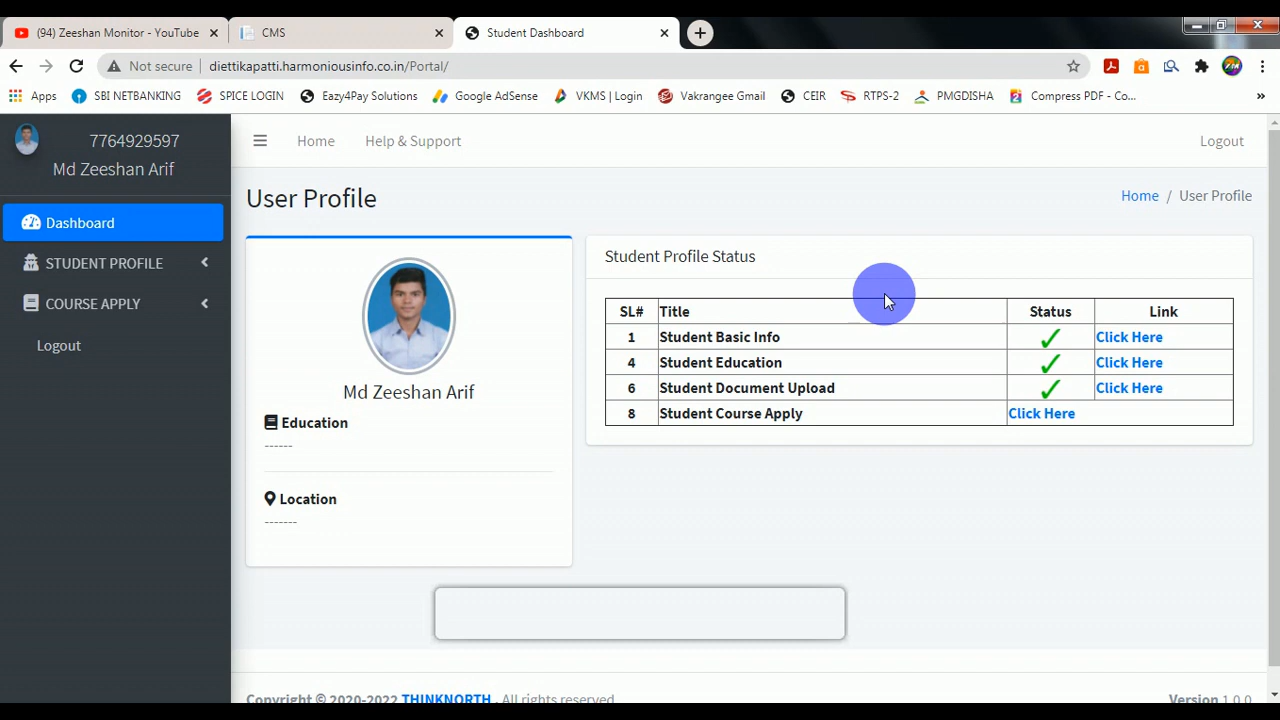 (94) Zeeshan Monitor - YouTube
CMS
Student Dashboard
Not secure
diettikapatti.harmoniousinfo.co.in/Portal/
Apps
SBI NETBANKING
SPICE LOGIN
Eazy4Pay Solutions
Google AdSense
VKMS | Login
Vakrangee Gmail
CEIR
RTPS-2
PMGDISHA
Compress PDF - Co...
»
7764929597
Md Zeeshan Arif
Home
Help & Support
Logout
Dashboard
STUDENT PROFILE
COURSE APPLY
Logout
User Profile
Home / User Profile
Md Zeeshan Arif
Education
------
Location
-------
Student Profile Status
SL# Title Status Link
1 Student Basic Info ✓ Click Here
4 Student Education ✓ Click Here
6 Student Document Upload ✓ Click Here
8 Student Course Apply Click Here
Copyright © 2020-2022 THINKNORTH . All rights reserved
Version 1.0.0